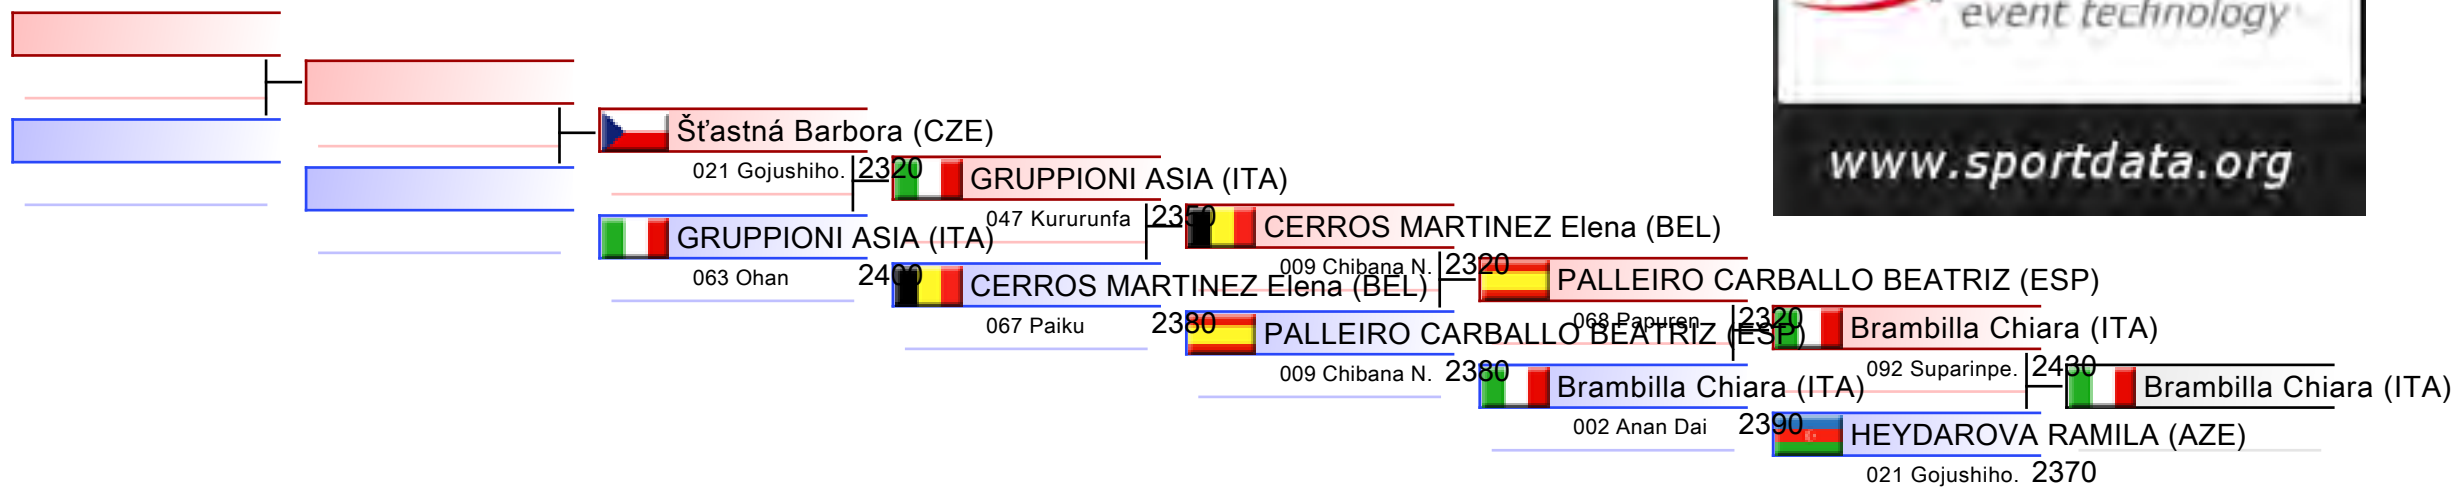 event technology
www.sportdata.org
Šťastná Barbora (CZE)
021 Gojushiho. 2320
GRUPPIONI ASIA (ITA)
063 Ohan 2400
GRUPPIONI ASIA (ITA)
047 Kururunfa 2350
CERROS MARTINEZ Elena (BEL)
067 Paiku 2380
CERROS MARTINEZ Elena (BEL)
009 Chibana N. 2320
PALLEIRO CARBALLO BEATRIZ (ESP)
009 Chibana N. 2380
PALLEIRO CARBALLO BEATRIZ (ESP)
068 Papuren 2320
Brambilla Chiara (ITA)
002 Anan Dai 2390
Brambilla Chiara (ITA)
092 Suparinpe. 2430
HEYDAROVA RAMILA (AZE)
021 Gojushiho. 2370
Brambilla Chiara (ITA)